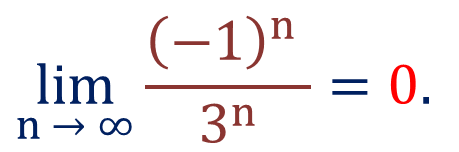 lim n → ∞ (−1)ⁿ / 3ⁿ = 0.